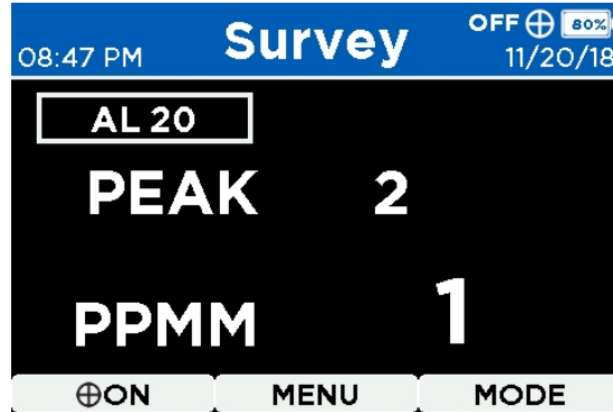 08:47 PM Survey OFF 80%
11/20/18
AL 20
PEAK 2
PPMM 1
ON MENU MODE